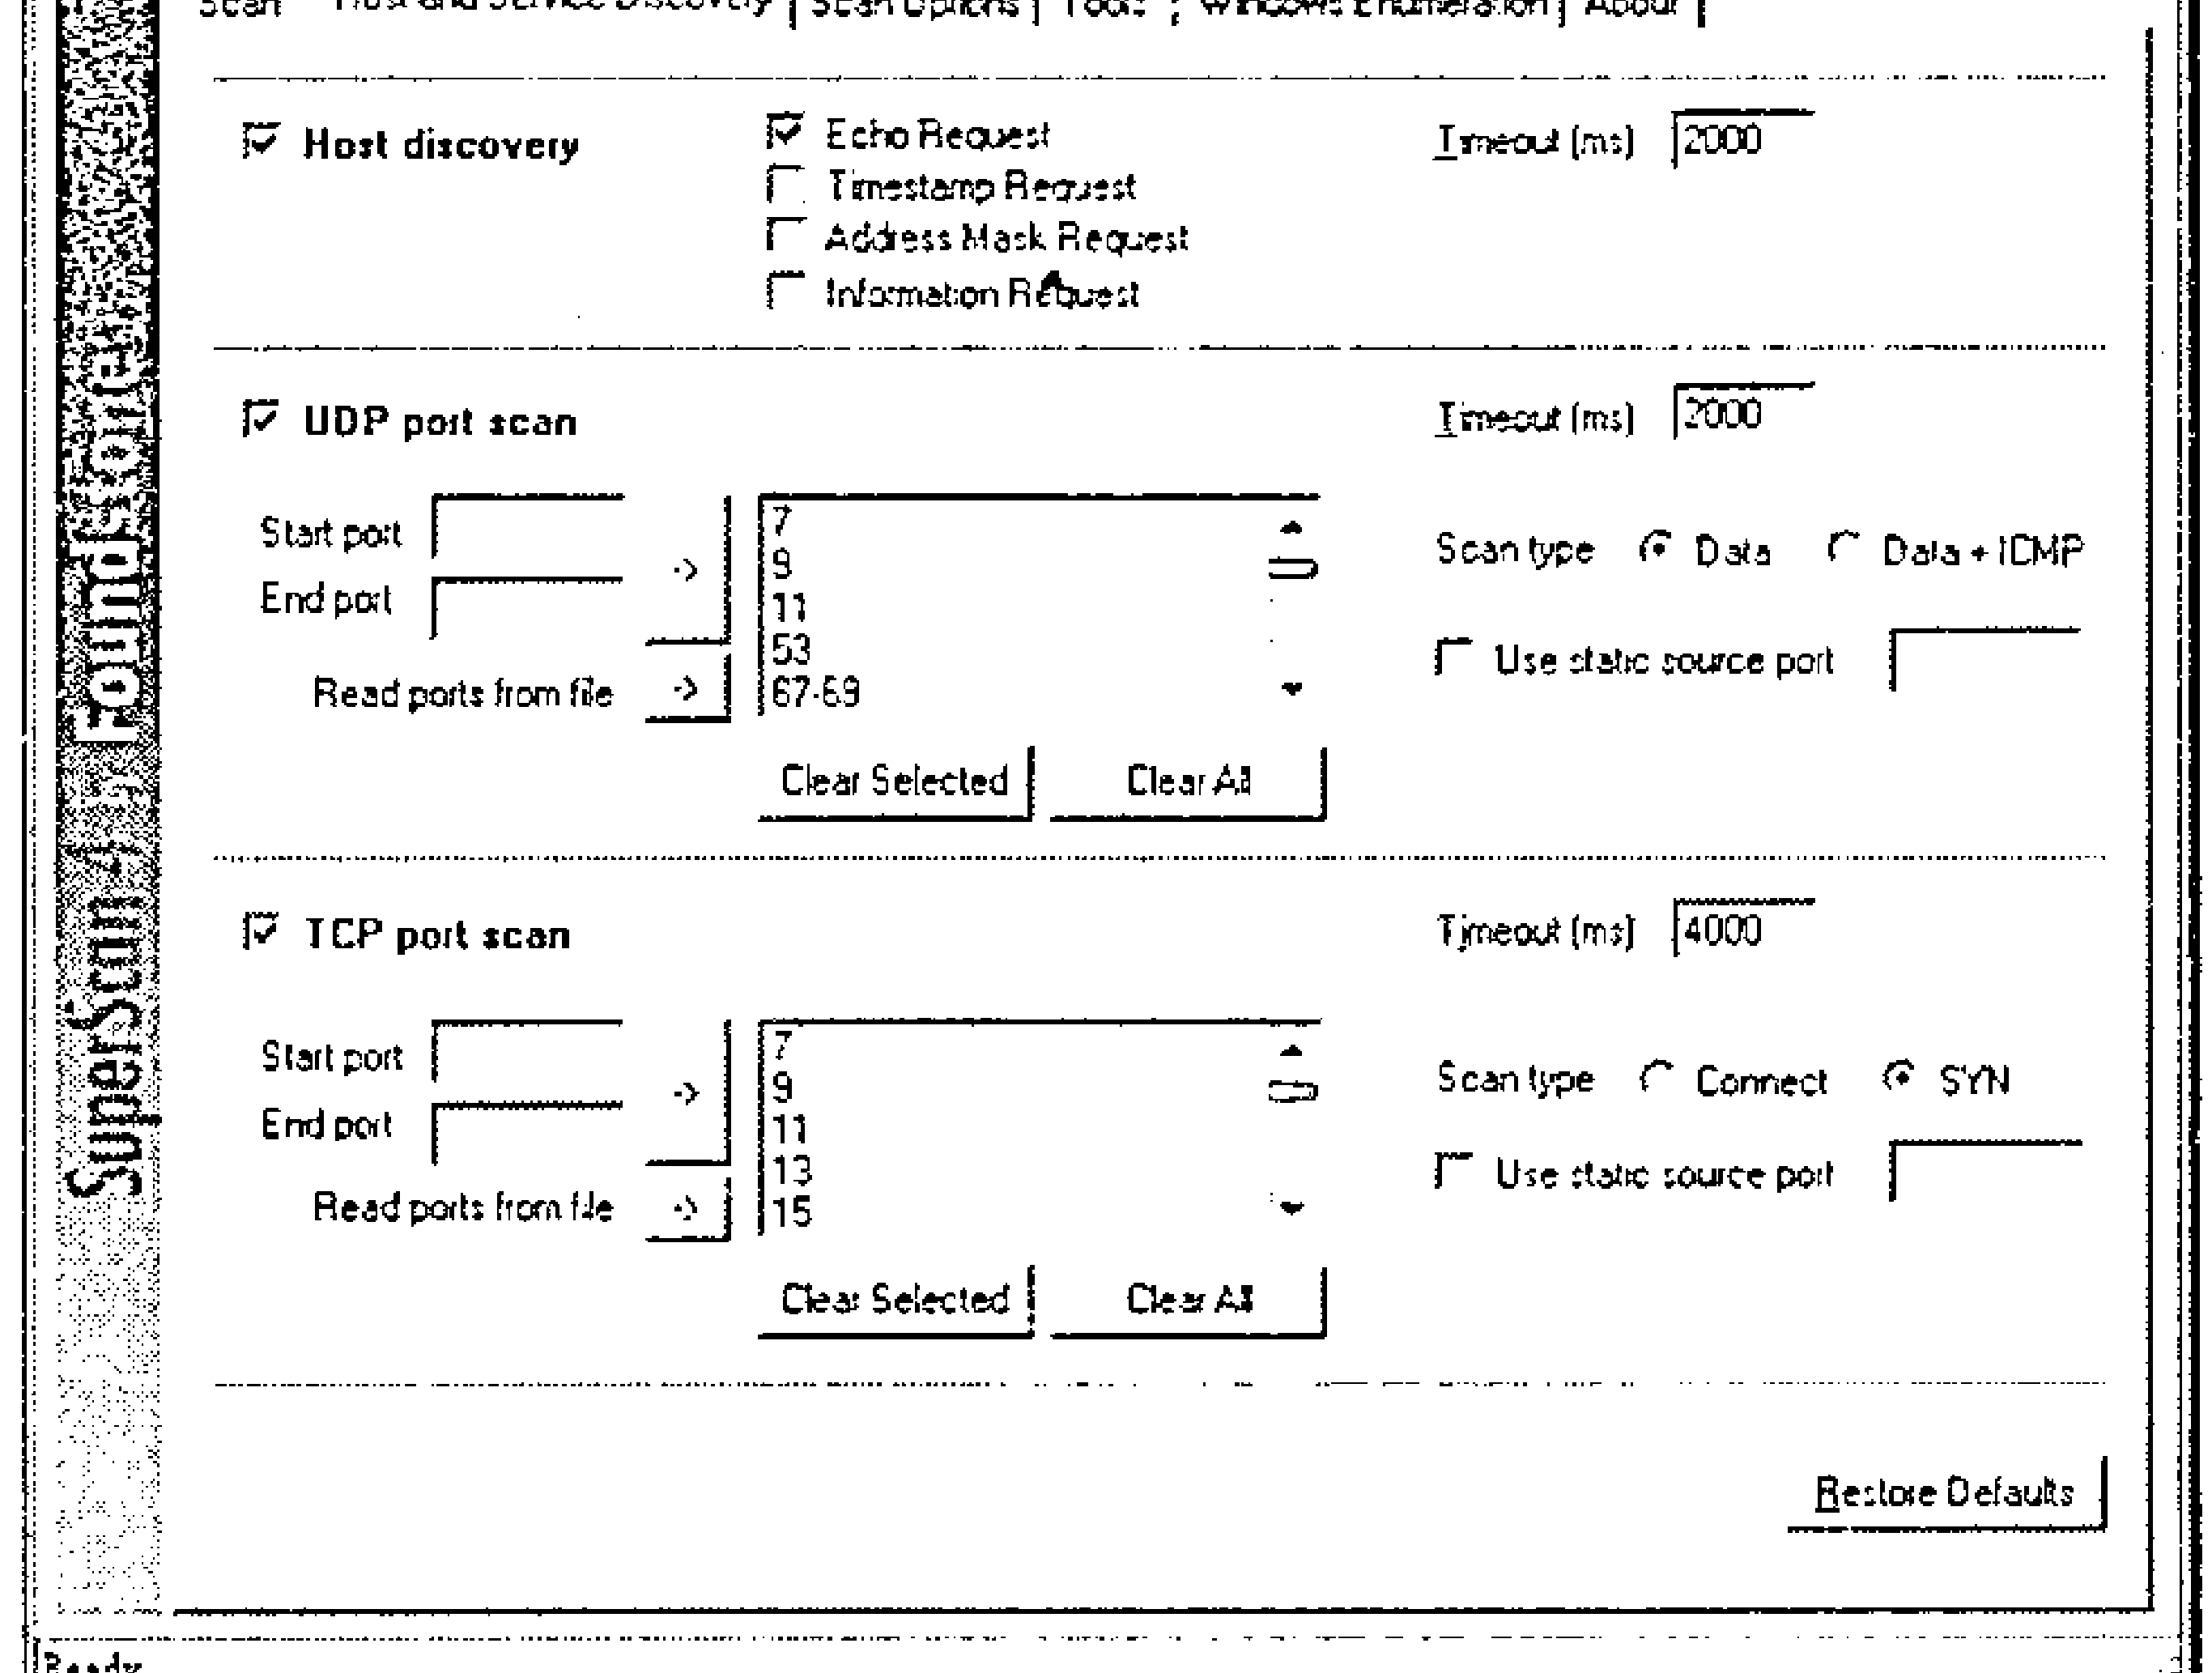 Scan Host and Service Discovery Scan Options Tools Windows Enumeration About
Host discovery
Echo Request
Timestamp Request
Address Mask Request
Information Request
Timeout (ms) 2000
UDP port scan
Timeout (ms) 2000
Start port
End port
->
Read ports from file ->
7
9
11
53
67-69
Clear Selected Clear All
Scan type Data Data + ICMP
Use static source port
TCP port scan
Timeout (ms) 4000
Start port
End port
->
Read ports from file ->
7
9
11
13
15
Clear Selected Clear All
Scan type Connect SYN
Use static source port
Restore Defaults
SuperScan 4 by Foundstone
Ready